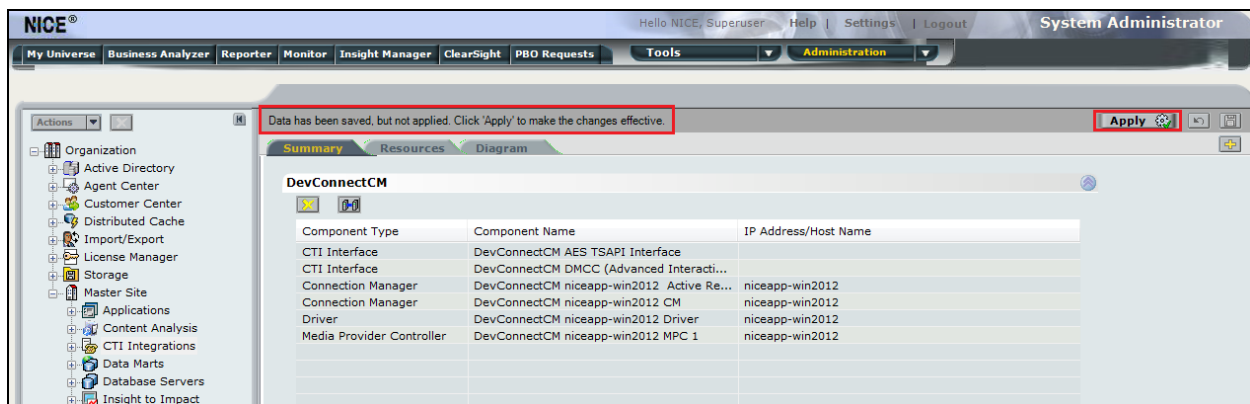 NICE®
Hello NICE, Superuser Help | Settings | Logout System Administrator
My Universe Business Analyzer Reporter Monitor Insight Manager ClearSight PBO Requests Tools Administration
Actions
Data has been saved, but not applied. Click 'Apply' to make the changes effective. Apply
Summary Resources Diagram
Organization
Active Directory
Agent Center
Customer Center
Distributed Cache
Import/Export
License Manager
Storage
Master Site
Applications
Content Analysis
CTI Integrations
Data Marts
Database Servers
Insight to Impact
DevConnectCM
Component Type Component Name IP Address/Host Name
CTI Interface DevConnectCM AES TSAPI Interface
CTI Interface DevConnectCM DMCC (Advanced Interacti...
Connection Manager DevConnectCM niceapp-win2012 Active Re... niceapp-win2012
Connection Manager DevConnectCM niceapp-win2012 CM niceapp-win2012
Driver DevConnectCM niceapp-win2012 Driver niceapp-win2012
Media Provider Controller DevConnectCM niceapp-win2012 MPC 1 niceapp-win2012